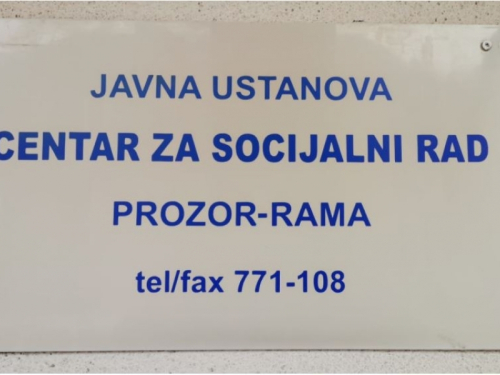 JAVNA USTANOVA
CENTAR ZA SOCIJALNI RAD
PROZOR-RAMA
tel/fax 771-108